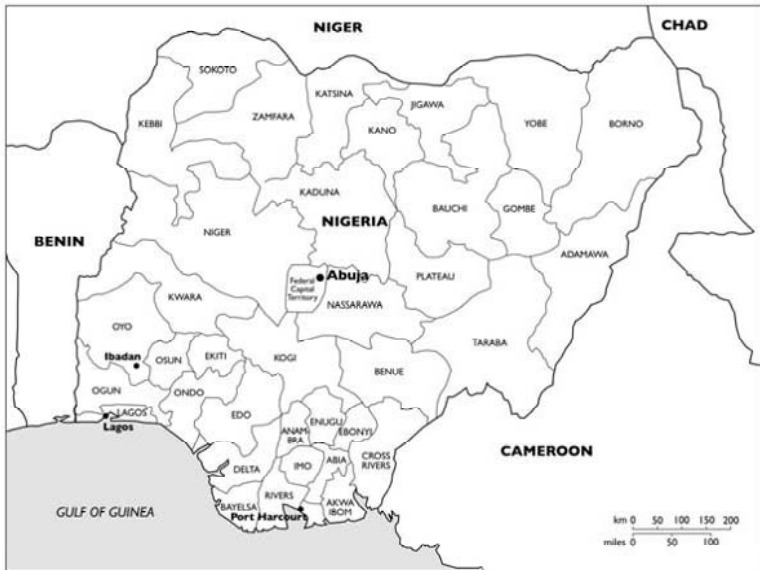 NIGER
CHAD
SOKOTO
KATSINA
JIGAWA
KEBBI
ZAMFARA
KANO
YOBE
BORNO
KADUNA
BAUCHI
GOMBE
NIGERIA
NIGER
BENIN
ADAMAWA
Abuja
PLATEAU
Federal
Capital
Territory
NASSARAWA
KWARA
OYO
TARABA
Ibadan
OSUN
EKITI
KOGI
BENUE
OGUN
ONDO
LAGOS
Lagos
EDO
ENUGU
ANAM-
BRA
EBONYI
CAMEROON
CROSS
RIVERS
DELTA
IMO
ABIA
RIVERS
AKWA
IBOM
BAYELSA
Port Harcourt
GULF OF GUINEA
km 0 50 100 150 200
miles 0 50 100